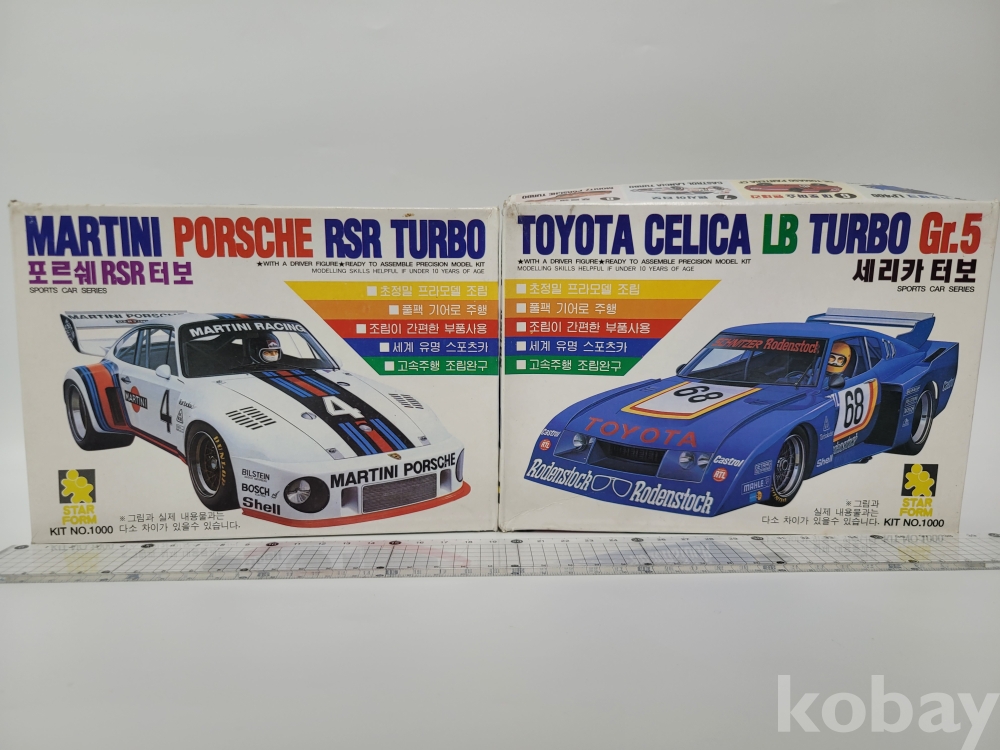 MARTINI PORSCHE RSR TURBO
★WITH A DRIVER FIGURE★READY TO ASSEMBLE PRECISION MODEL KIT
MODELLING SKILLS HELPFUL IF UNDER 10 YEARS OF AGE
포르쉐 RSR 터보
SPORTS CAR SERIES
■초정밀 프라모델 조립
■풀팩 기어로 주행
■조립이 간편한 부품사용
■세계 유명 스포츠카
■고속주행 조립완구
MARTINI PORSCHE
MARTINI RACING
MARTINI
4
4
DUNLOP
BILSTEIN
BOSCH
Shell
MARTINI PORSCHE
STAR
FORM
KIT NO.1000
※그림과 실제 내용물과는
다소 차이가 있을수 있습니다.
TOYOTA CELICA LB TURBO Gr.5
★WITH A DRIVER FIGURE★READY TO ASSEMBLE PRECISION MODEL KIT
MODELLING SKILLS HELPFUL IF UNDER 10 YEARS OF AGE
세리카 터보
SPORTS CAR SERIES
■초정밀 프라모델 조립
■풀팩 기어로 주행
■조립이 간편한 부품사용
■세계 유명 스포츠카
■고속주행 조립완구
SCHNITZER Rodenstock
68
68
TOYOTA
Castrol
RTL
Castrol
RTL
Castrol
Rodenstock
Rodenstock
MAHLE
Shell
STAR
FORM
KIT NO.1000
※그림과
실제 내용물과는
다소 차이가 있을수 있습니다.
kobay